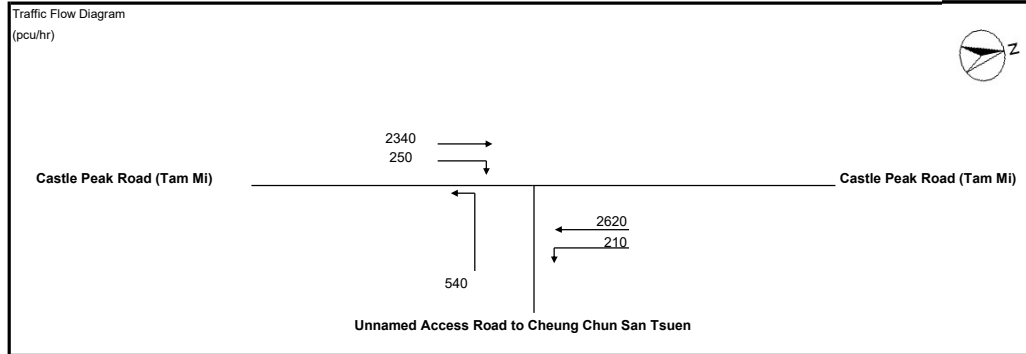 Traffic Flow Diagram
(pcu/hr)
Z
2340
250
Castle Peak Road (Tam Mi)
Castle Peak Road (Tam Mi)
2620
210
540
Unnamed Access Road to Cheung Chun San Tsuen